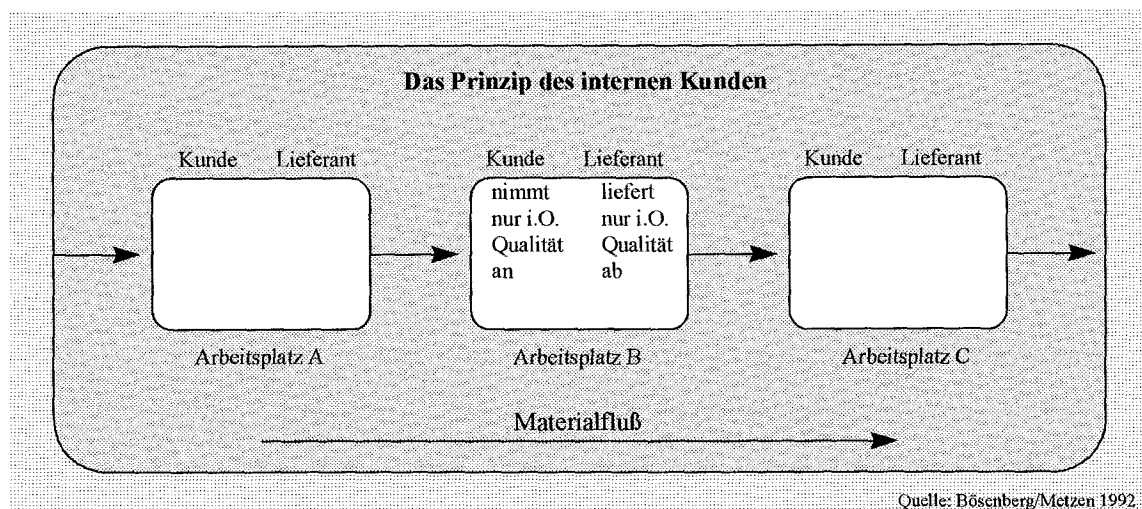 Das Prinzip des internen Kunden
Kunde Lieferant
Kunde Lieferant
Kunde Lieferant
nimmt liefert
nur i.O. nur i.O.
Qualität Qualität
an ab
Arbeitsplatz A
Arbeitsplatz B
Arbeitsplatz C
Materialfluß
Quelle: Bösenberg/Metzen 1992